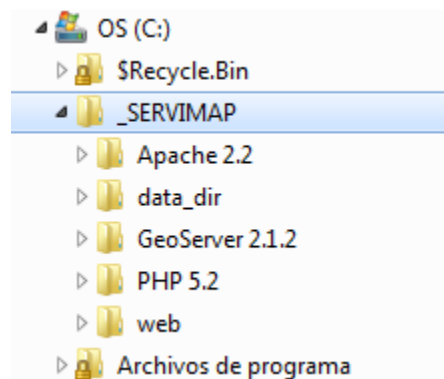 OS (C:)
$Recycle.Bin
_SERVIMAP
Apache 2.2
data_dir
GeoServer 2.1.2
PHP 5.2
web
Archivos de programa